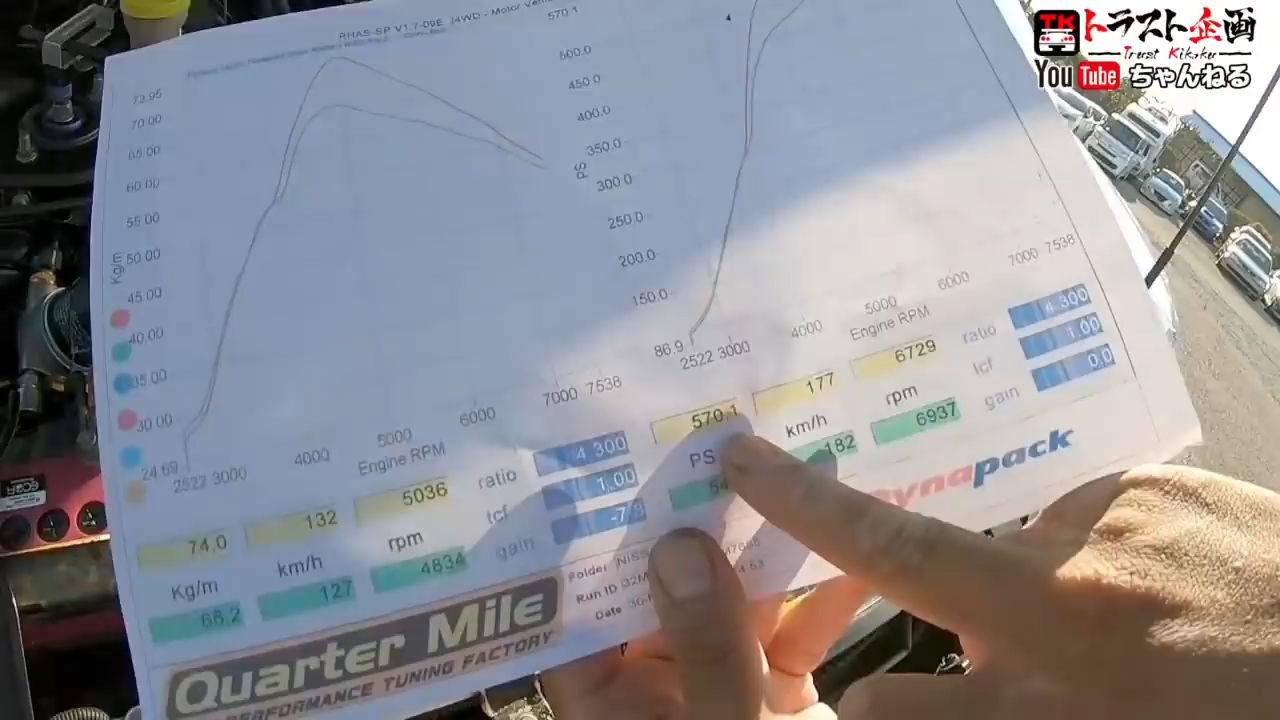 TK トラスト企画
Trust Kikaku
YouTube ちゃんねる
RHAS-SP V1.7-09E (4WD - Motor
73.95
70.00
65.00
60.00
55.00
50.00
45.00
40.00
35.00
30.00
24.69
Kg/m
2522 3000 4000 5000 6000 7000 7538
Engine RPM
570.1
500.0
450.0
400.0
350.0
300.0
250.0
200.0
150.0
86.9
PS
2522 3000 4000 5000 6000 7000 7538
Engine RPM
74.0 132 5036 ratio 4.300
Kg/m km/h rpm tcf 1.00
66.2 127 4834 gain
570.1 177 6729 ratio 4.300
PS km/h rpm tcf 1.00
54 182 6937 gain 0.0
Quarter Mile
PERFORMANCE TUNING FACTORY
Folder NISS
Run ID
Date
dynapack